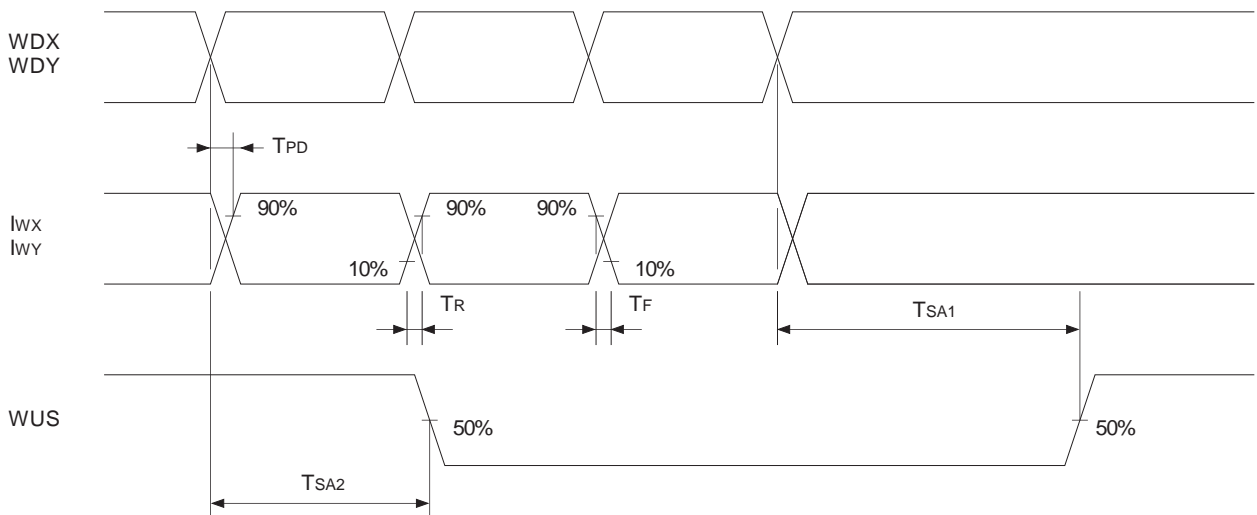 WDX
WDY
TPD
IWX
IWY
90%
90%
90%
10%
10%
TR
TF
TSA1
WUS
50%
50%
TSA2